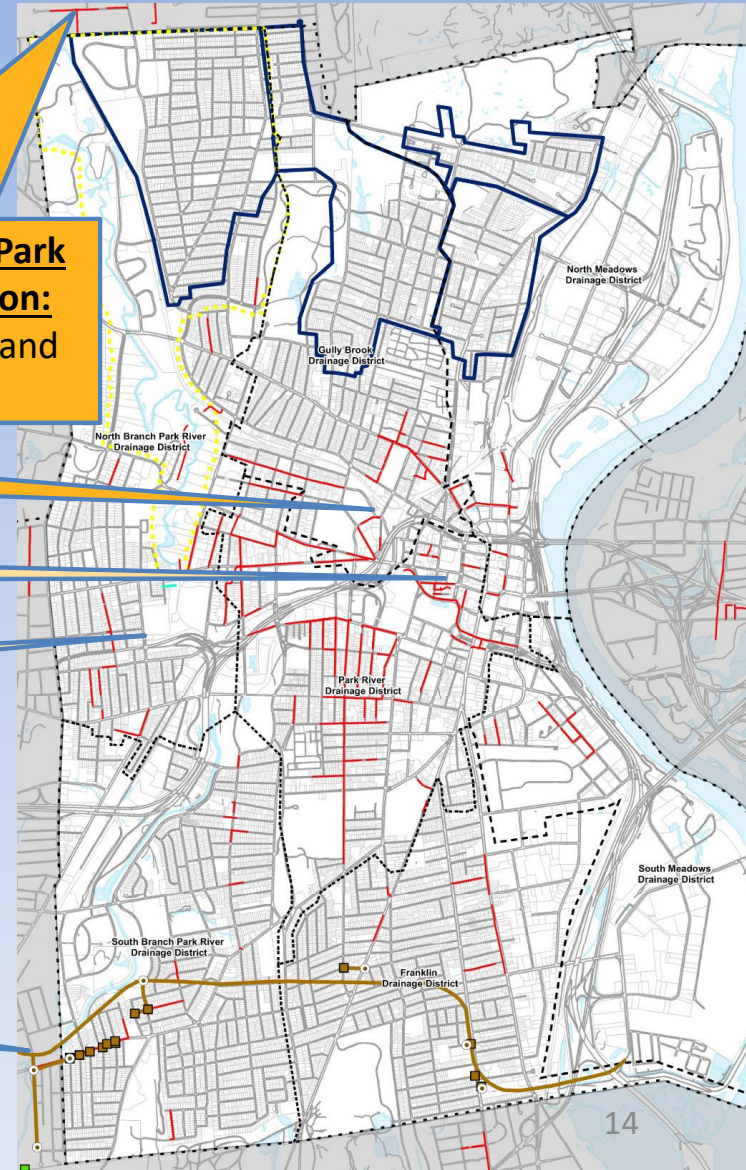 Park
on:
and
North Meadows
Drainage District
Gully Brook
Drainage District
North Branch Park River
Drainage District
Park River
Drainage District
South Meadows
Drainage District
South Branch Park River
Drainage District
Franklin
Drainage District
14